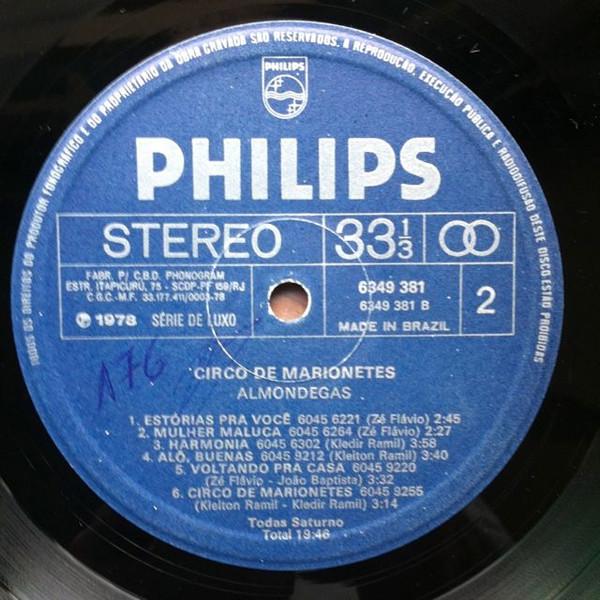 TODOS OS DIREITOS DO PRODUTOR FONOGRÁFICO E DO PROPRIETÁRIO DA OBRA GRAVADA SÃO RESERVADOS. A REPRODUÇÃO, EXECUÇÃO PÚBLICA E RADIODIFUSÃO DESTE DISCO ESTÃO PROIBIDAS
PHILIPS
PHILIPS
STEREO 33 1/3
FABR. P/ C.B.D. PHONOGRAM
ESTR. ITAPICURÚ, 75 - SCDP-PF 159/RJ
C.G.C.-M.F. 33.177.411/0003-78
6349 381
6349 381 B
2
Ⓟ 1978 SÉRIE DE LUXO
MADE IN BRAZIL
A76
CIRCO DE MARIONETES
ALMONDEGAS
1. ESTÓRIAS PRA VOCÊ 6045 6221 (Zé Flávio) 2:45
2. MULHER MALUCA 6045 6264 (Zé Flávio) 2:27
3. HARMONIA 6045 6302 (Kledir Ramil) 3:58
4. ALÔ, BUENAS 6045 9212 (Kleiton Ramil) 3:40
5. VOLTANDO PRA CASA 6045 9220
(Zé Flávio - João Baptista) 3:32
6. CIRCO DE MARIONETES 6045 9255
(Kleiton Ramil - Kledir Ramil) 3:14
Todas Saturno
Total 19:46